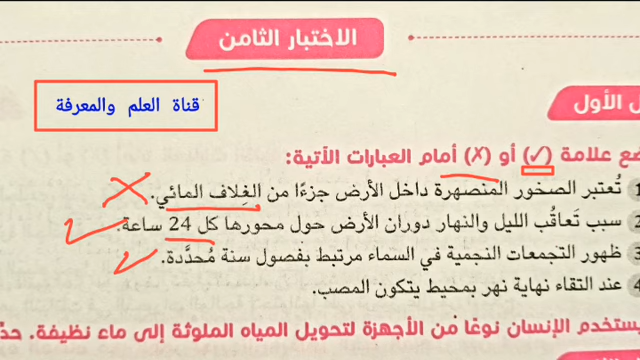 الاختبار الثامن
قناة العلم والمعرفة
الأول
ضع علامة (✓) أو (✗) أمام العبارات الآتية:
1 تُعتبر الصخور المنصهرة داخل الأرض جزءًا من الغِلاف المائي.
2 سبب تَعاقُب الليل والنهار دوران الأرض حول محورها كل 24 ساعة.
3 ظهور التجمعات النجمية في السماء مرتبط بفصول سنة مُحدَّدة.
4 عند التقاء نهاية نهر بمحيط يتكون المصب.
يستخدم الإنسان نوعًا من الأجهزة لتحويل المياه الملوثة إلى ماء نظيفة.